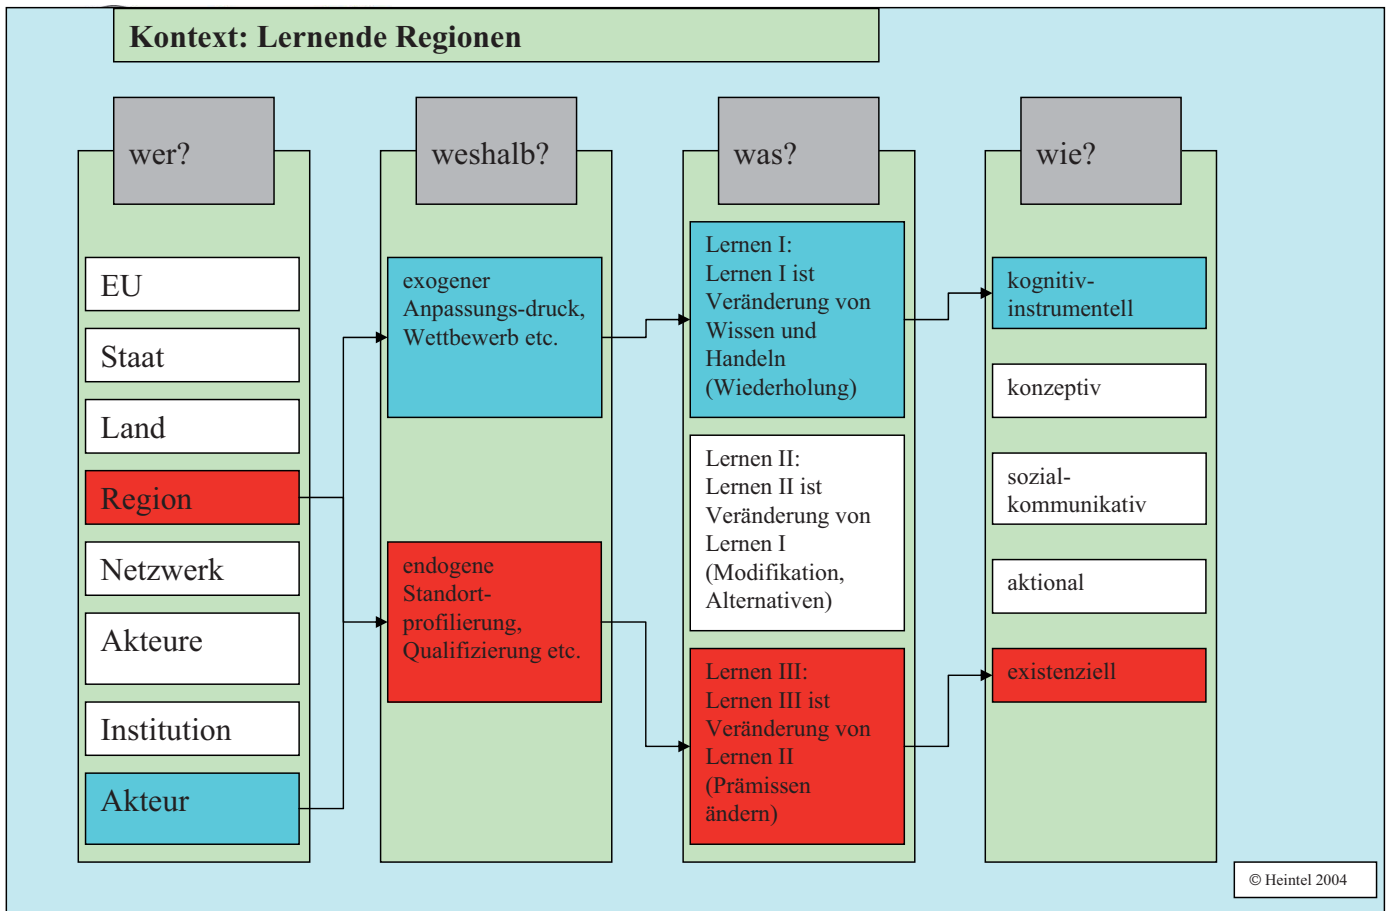 Kontext: Lernende Regionen
wer?
EU
Staat
Land
Region
Netzwerk
Akteure
Institution
Akteur
weshalb?
exogener
Anpassungs-druck,
Wettbewerb etc.
endogene
Standort-
profilierung,
Qualifizierung etc.
was?
Lernen I:
Lernen I ist
Veränderung von
Wissen und
Handeln
(Wiederholung)
Lernen II:
Lernen II ist
Veränderung von
Lernen I
(Modifikation,
Alternativen)
Lernen III:
Lernen III ist
Veränderung von
Lernen II
(Prämissen
ändern)
wie?
kognitiv-
instrumentell
konzeptiv
sozial-
kommunikativ
aktional
existenziell
© Heintel 2004